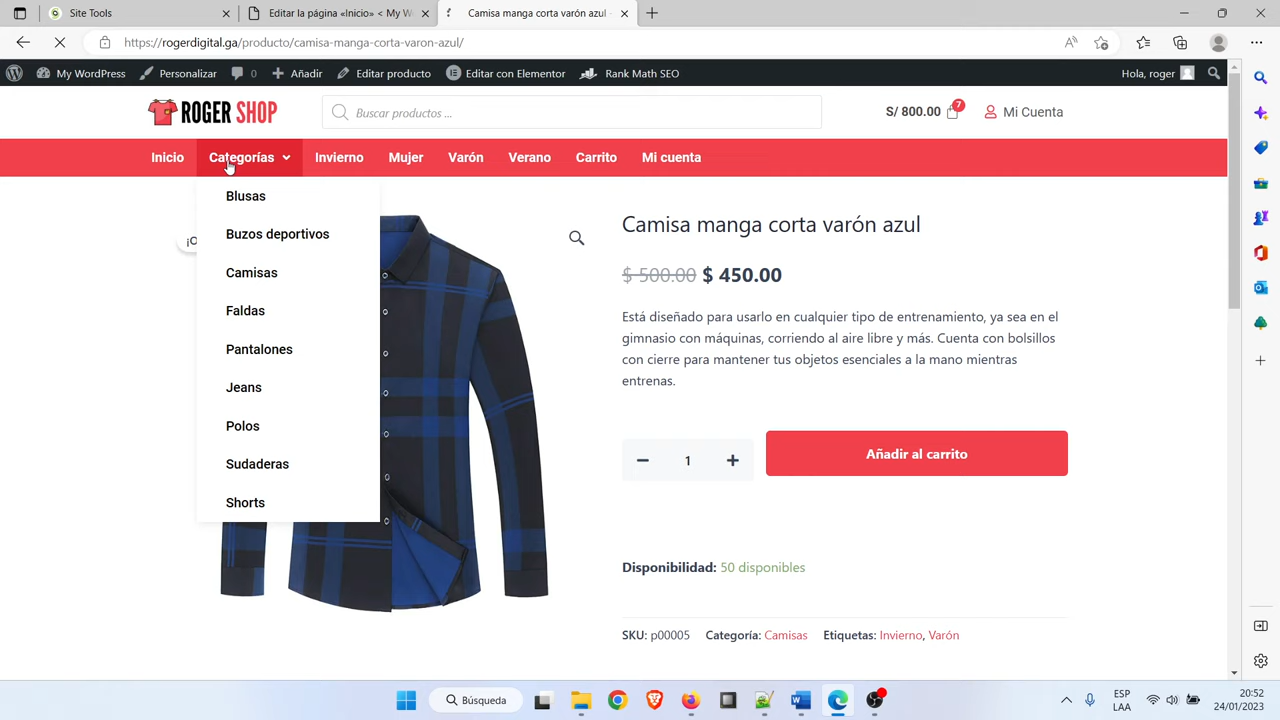 Site Tools
Editar la página «Inicio» < My W
Camisa manga corta varón azul
https://rogerdigital.ga/producto/camisa-manga-corta-varon-azul/
My WordPress
Personalizar
0
Añadir
Editar producto
Editar con Elementor
Rank Math SEO
Hola, roger
ROGER SHOP
Buscar productos ...
S/ 800.00
7
Mi Cuenta
Inicio
Categorías
Invierno
Mujer
Varón
Verano
Carrito
Mi cuenta
Blusas
Buzos deportivos
Camisas
Faldas
Pantalones
Jeans
Polos
Sudaderas
Shorts
Camisa manga corta varón azul
$ 500.00 $ 450.00
Está diseñado para usarlo en cualquier tipo de entrenamiento, ya sea en el
gimnasio con máquinas, corriendo al aire libre y más. Cuenta con bolsillos
con cierre para mantener tus objetos esenciales a la mano mientras
entrenas.
1
Añadir al carrito
Disponibilidad: 50 disponibles
SKU: p00005 Categoría: Camisas Etiquetas: Invierno, Varón
Búsqueda
ESP
LAA
20:52
24/01/2023